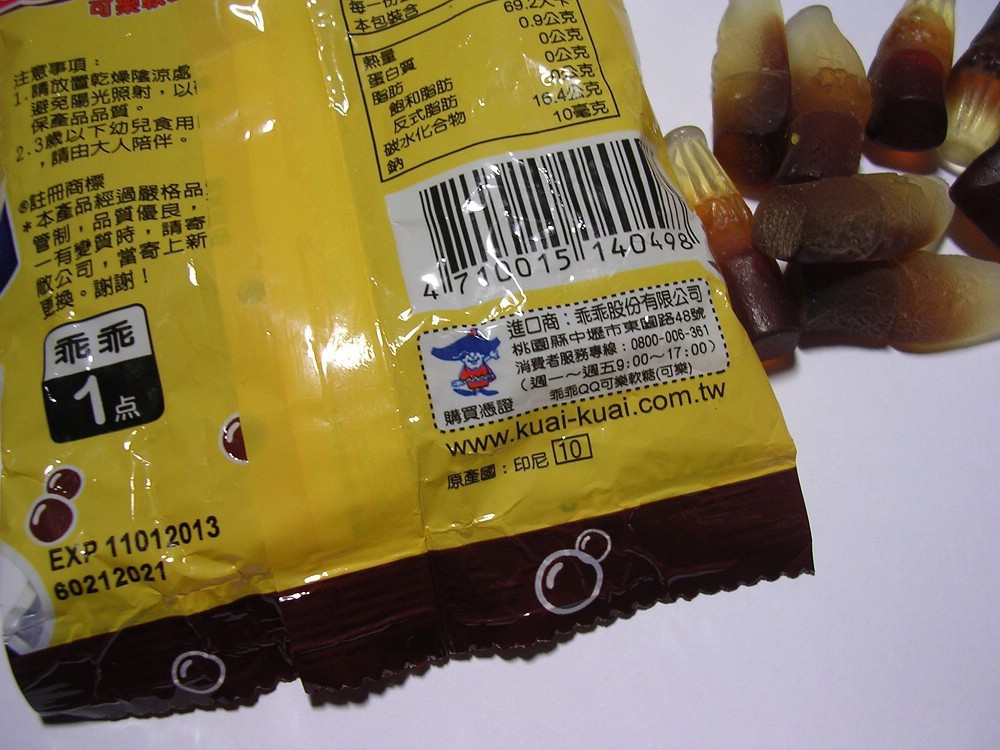 注意事項：
1.請放置乾燥陰涼處
避免陽光照射，以
保產品品質。
2.3歲以下幼兒食用
，請由大人陪伴。
®註冊商標
*本產品經過嚴格品
管制，品質優良，
一有變質時，請寄
敝公司，當寄上新
更換。謝謝！
乖乖
1点
EXP 11012013
60212021
本包裝含
熱量 69.2大卡
蛋白質 0.9公克
脂肪 0公克
飽和脂肪 0公克
反式脂肪 0公克
碳水化合物 16.4公克
鈉 10毫克
4 710015 140498
進口商：乖乖股份有限公司
桃園縣中壢市東園路48號
消費者服務專線：0800-006-361
（週一～週五9:00～17:00）
購買憑證 乖乖QQ可樂軟糖(可樂)
www.kuai-kuai.com.tw
原產國：印尼 10